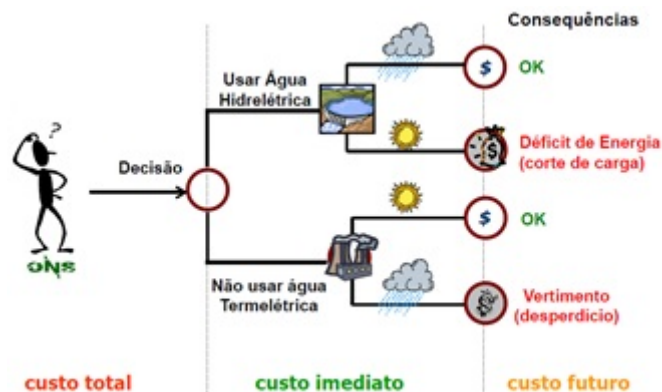 Consequências
Usar Água
Hidrelétrica
$
OK
Decisão
?
$
Déficit de Energia
(corte de carga)
ONS
$
OK
Não usar água
Termelétrica
$
Vertimento
(desperdício)
custo total
custo imediato
custo futuro